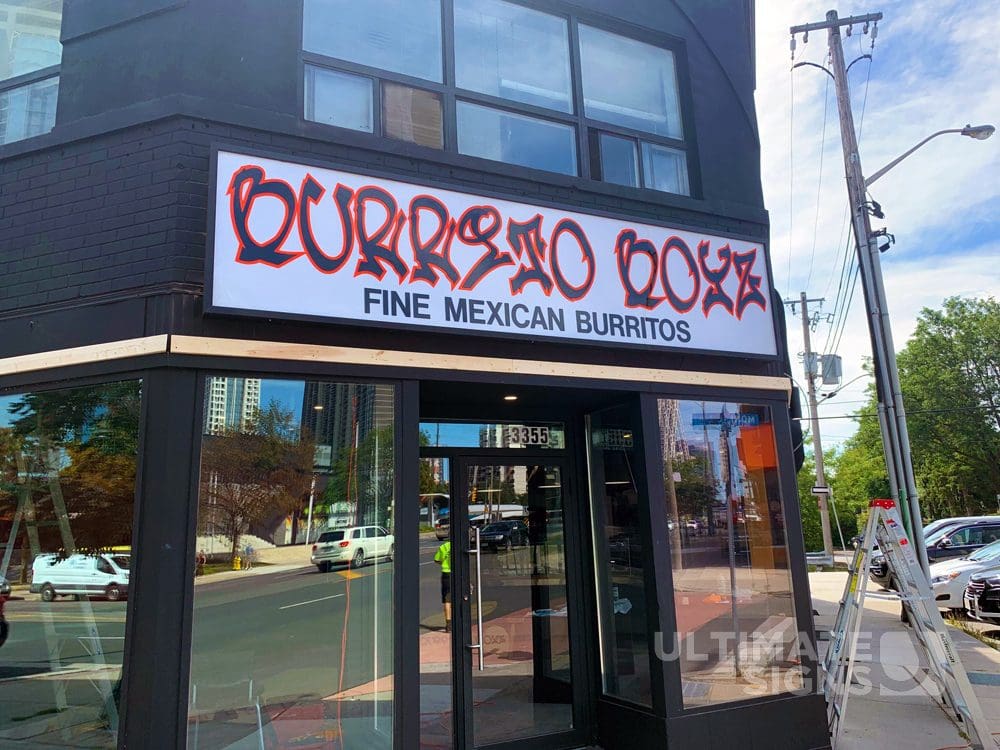 BURRITO BOYZ
FINE MEXICAN BURRITOS
3355
ULTIMATE
SIGNS